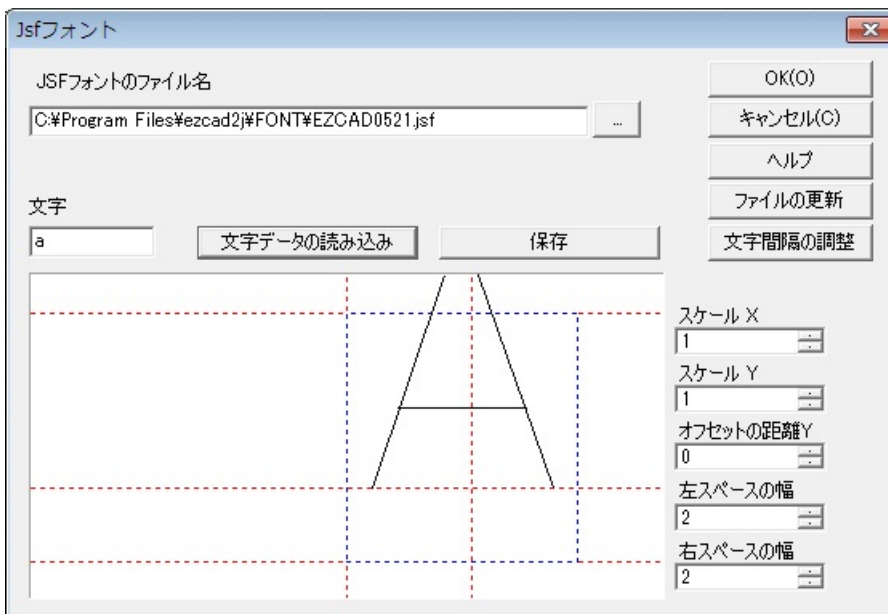 Jsfフォント
JSFフォントのファイル名
C:¥Program Files¥ezcad2j¥FONT¥EZCAD0521.jsf
...
OK(O)
キャンセル(C)
ヘルプ
ファイルの更新
文字間隔の調整
文字
a
文字データの読み込み
保存
スケール X
1
スケール Y
1
オフセットの距離Y
0
左スペースの幅
2
右スペースの幅
2